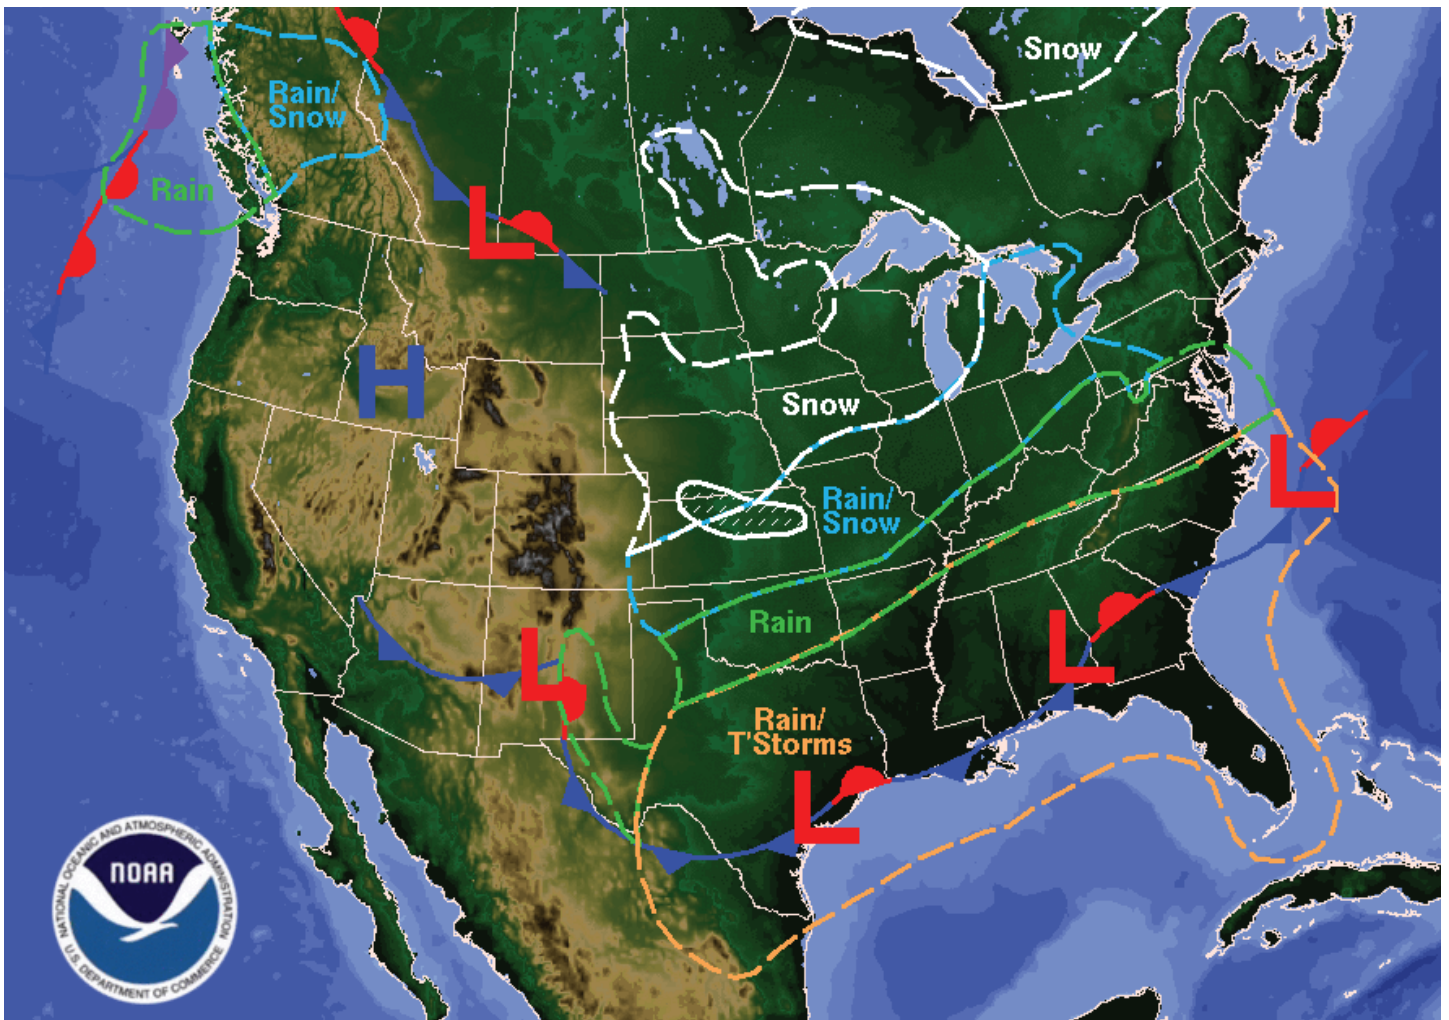 Snow
Rain/
Snow
Rain
L
H
Snow
Rain/
Snow
L
Rain
L
L
Rain/
T'Storms
L
NATIONAL OCEANIC AND ATMOSPHERIC ADMINISTRATION
NOAA
U.S. DEPARTMENT OF COMMERCE